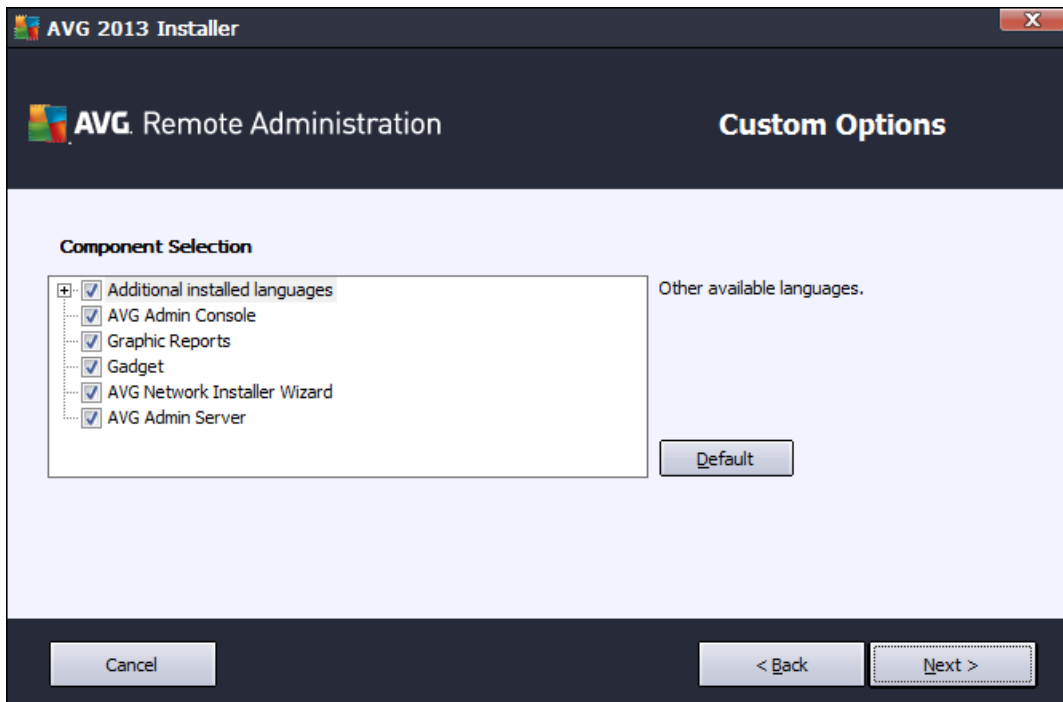 AVG 2013 Installer
AVG. Remote Administration
Custom Options
Component Selection
Additional installed languages
AVG Admin Console
Graphic Reports
Gadget
AVG Network Installer Wizard
AVG Admin Server
Other available languages.
Default
Cancel
< Back
Next >